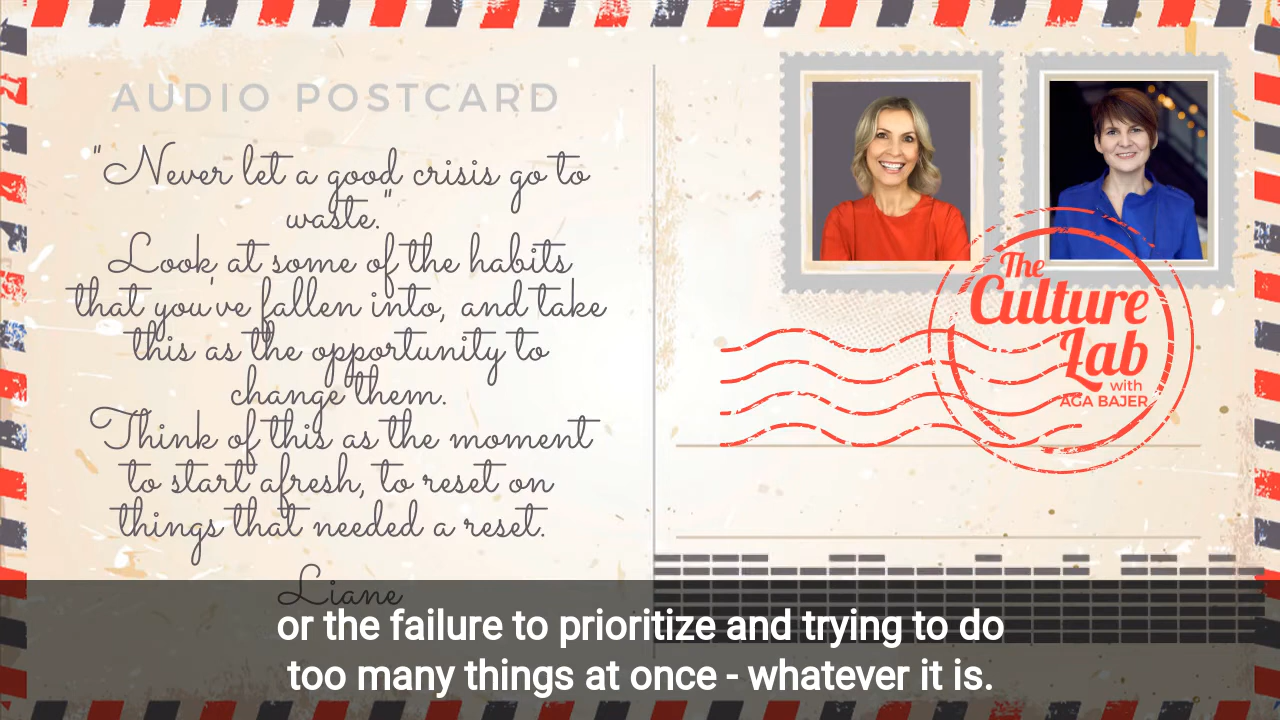 AUDIO POSTCARD
"Never let a good crisis go to
waste."
Look at some of the habits
that you've fallen into, and take
this as the opportunity to
change them.
Think of this as the moment
to start afresh, to reset on
things that needed a reset.
Liane
The
Culture
Lab
with
AGA BAJER
or the failure to prioritize and trying to do
too many things at once - whatever it is.